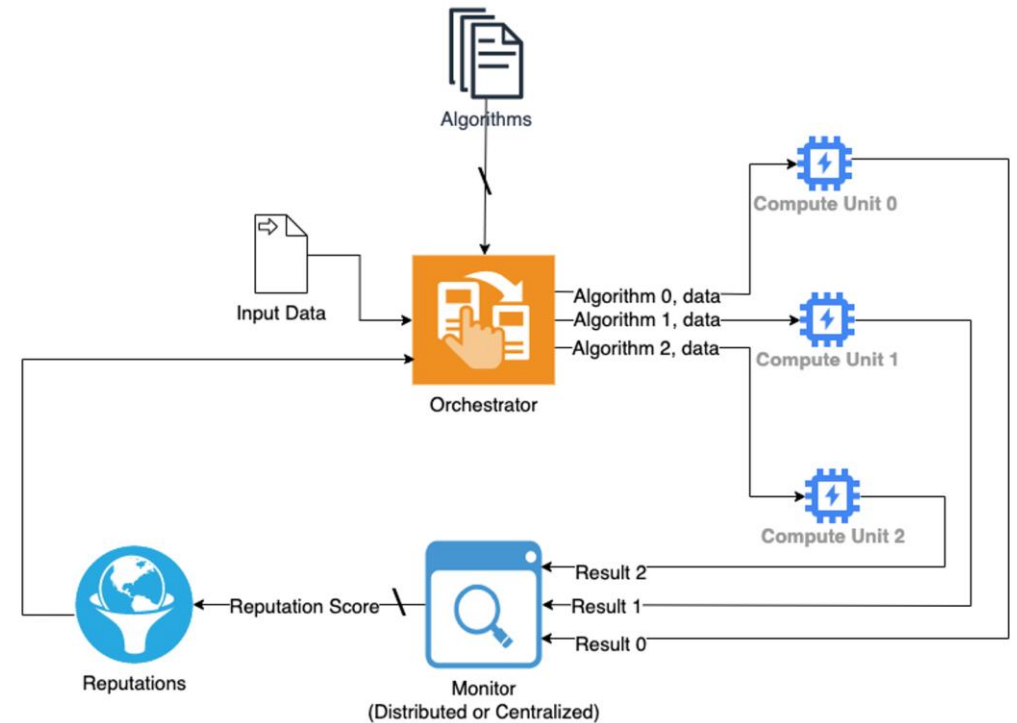 Algorithms
Compute Unit 0
Input Data
Algorithm 0, data
Algorithm 1, data
Algorithm 2, data
Compute Unit 1
Orchestrator
Compute Unit 2
Result 2
Reputation Score
Result 1
Result 0
Reputations
Monitor
(Distributed or Centralized)